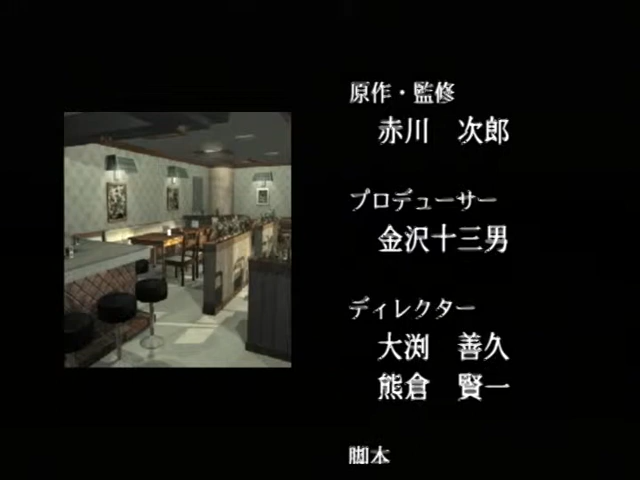 原作・監修
赤川　次郎
プロデューサー
金沢十三男
ディレクター
大渕　善久
熊倉　賢一
脚本